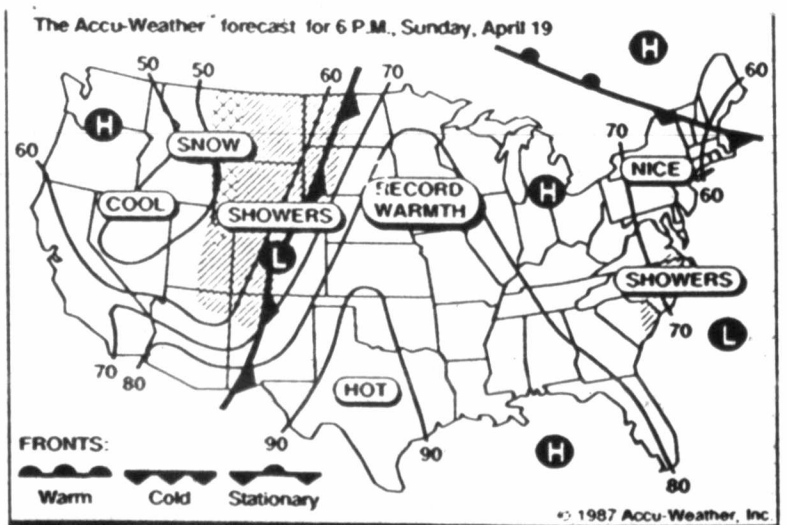 The Accu-Weather forecast for 6 P.M., Sunday, April 19
H
50 50 60 70 60
H
SNOW
70
60
NICE
COOL
SHOWERS
RECORD
WARMTH
H
60
L
SHOWERS
70
L
70 80
HOT
90
90
H
80
FRONTS:
Warm Cold Stationary
© 1987 Accu-Weather, Inc.